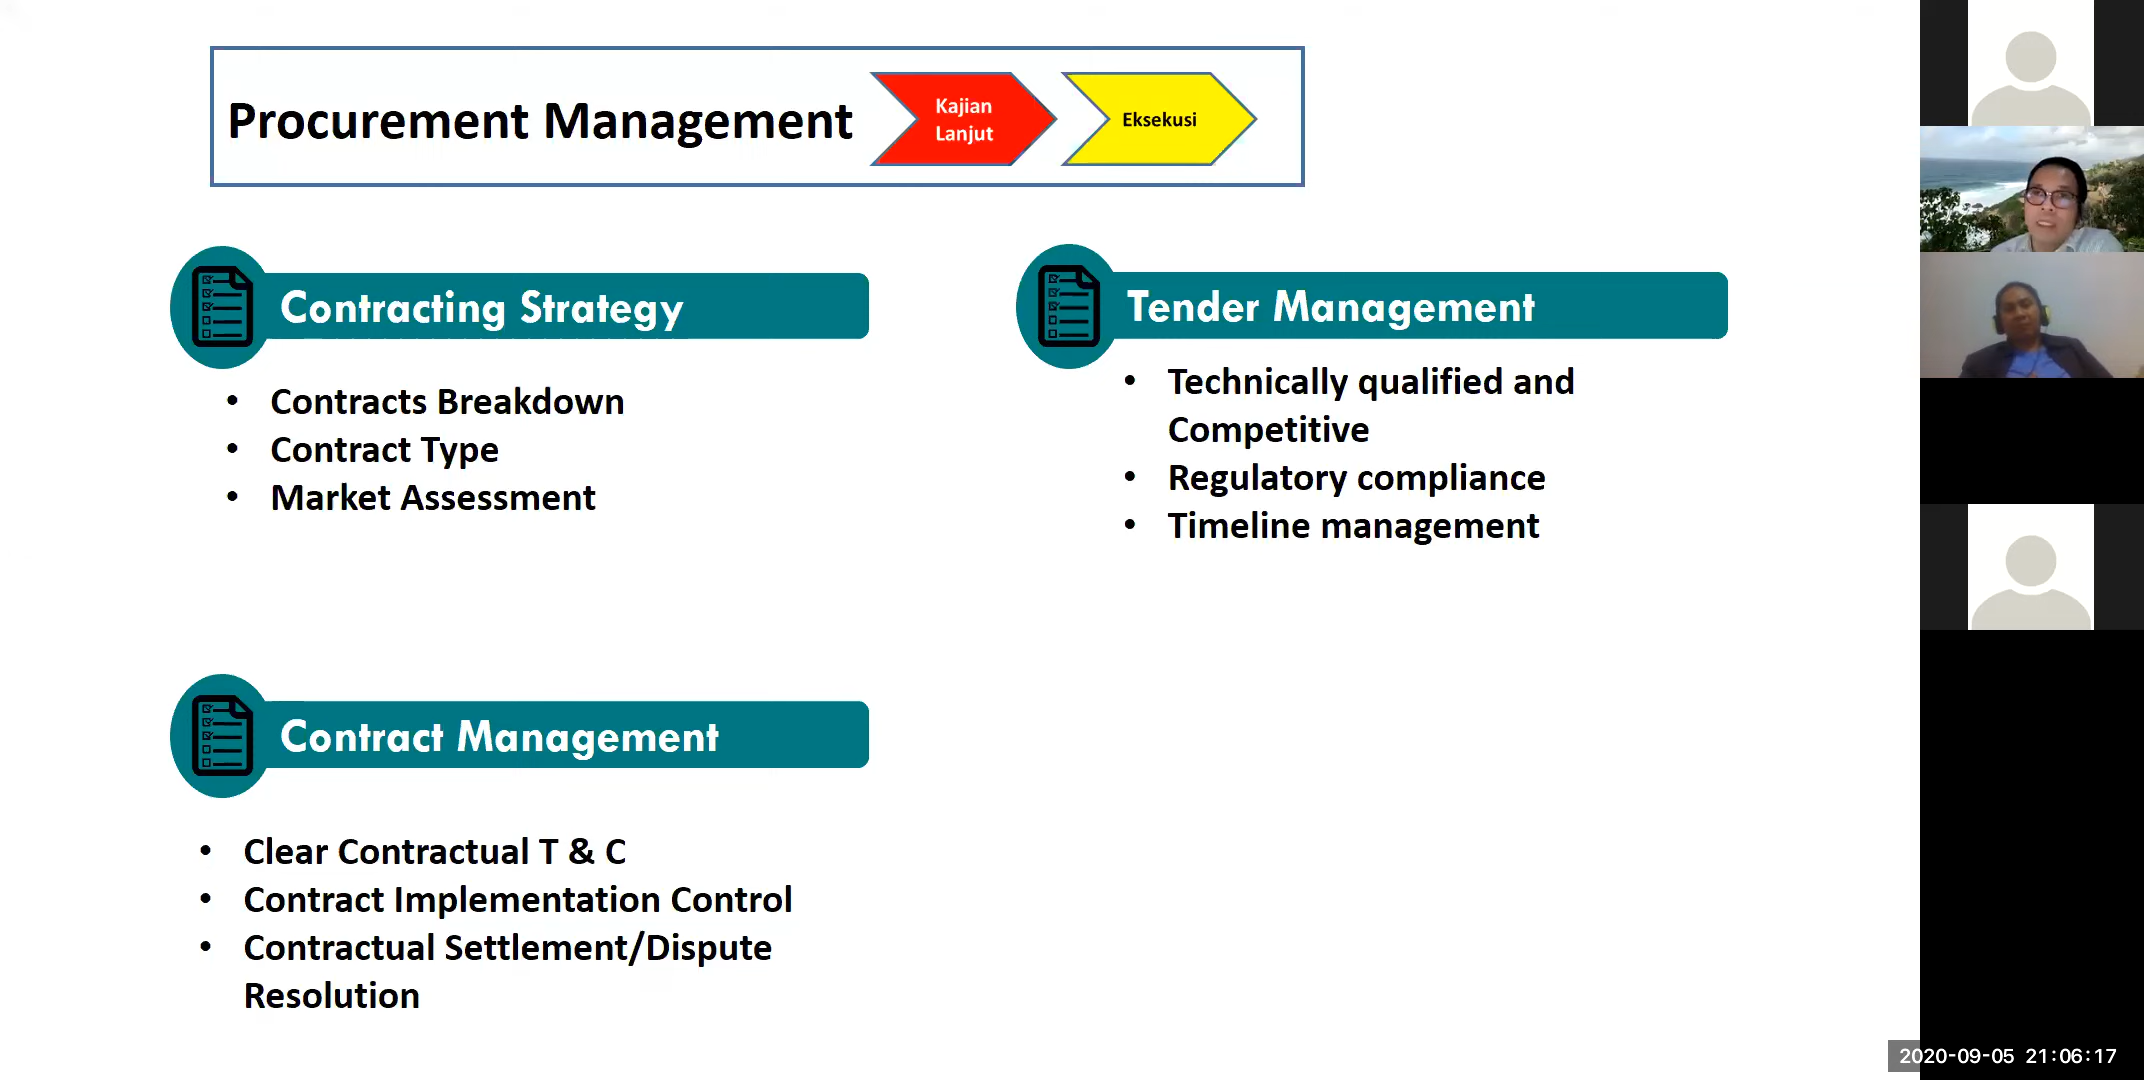 Procurement Management
Kajian
Lanjut
Eksekusi
Contracting Strategy
• Contracts Breakdown
• Contract Type
• Market Assessment
Tender Management
• Technically qualified and
Competitive
• Regulatory compliance
• Timeline management
Contract Management
• Clear Contractual T & C
• Contract Implementation Control
• Contractual Settlement/Dispute
Resolution
2020-09-05 21:06:17